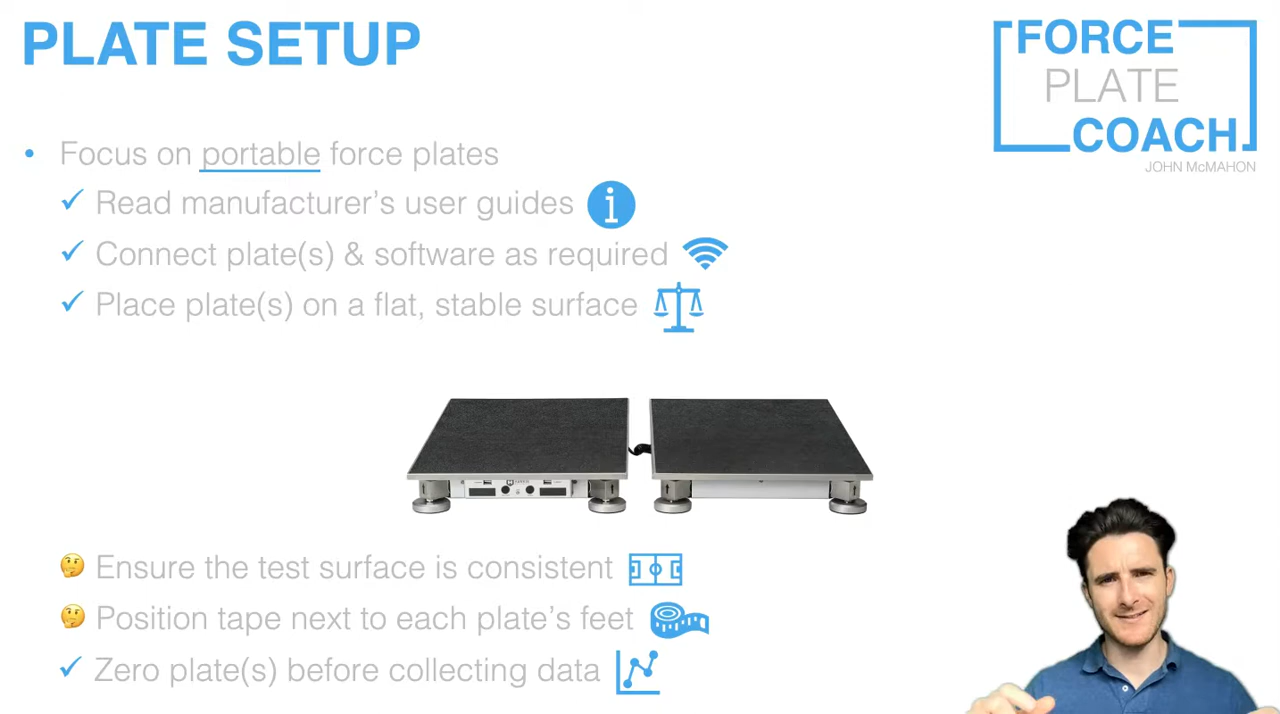 PLATE SETUP
FORCE
PLATE
COACH
JOHN McMAHON
• Focus on portable force plates
✓ Read manufacturer's user guides
✓ Connect plate(s) & software as required
✓ Place plate(s) on a flat, stable surface
🤔 Ensure the test surface is consistent
🤔 Position tape next to each plate's feet
✓ Zero plate(s) before collecting data